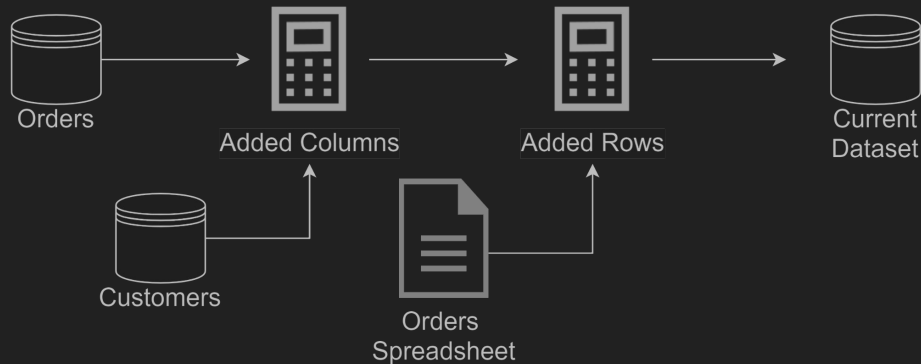 Orders
Added Columns
Added Rows
Current
Dataset
Customers
Orders
Spreadsheet